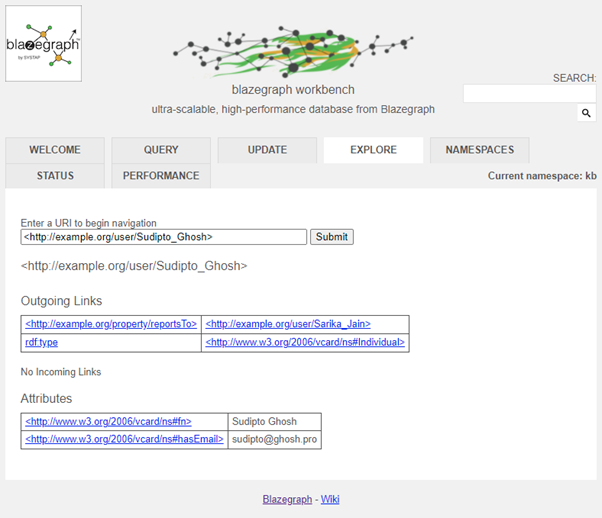 blazegraph™
by SYSTAP
blazegraph workbench
ultra-scalable, high-performance database from Blazegraph
SEARCH:
WELCOME QUERY UPDATE EXPLORE NAMESPACES
STATUS PERFORMANCE Current namespace: kb
Enter a URI to begin navigation
<http://example.org/user/Sudipto_Ghosh> Submit
<http://example.org/user/Sudipto_Ghosh>
Outgoing Links
<http://example.org/property/reportsTo> <http://example.org/user/Sarika_Jain>
rdf:type <http://www.w3.org/2006/vcard/ns#Individual>
No Incoming Links
Attributes
<http://www.w3.org/2006/vcard/ns#fn> Sudipto Ghosh
<http://www.w3.org/2006/vcard/ns#hasEmail> sudipto@ghosh.pro
Blazegraph - Wiki